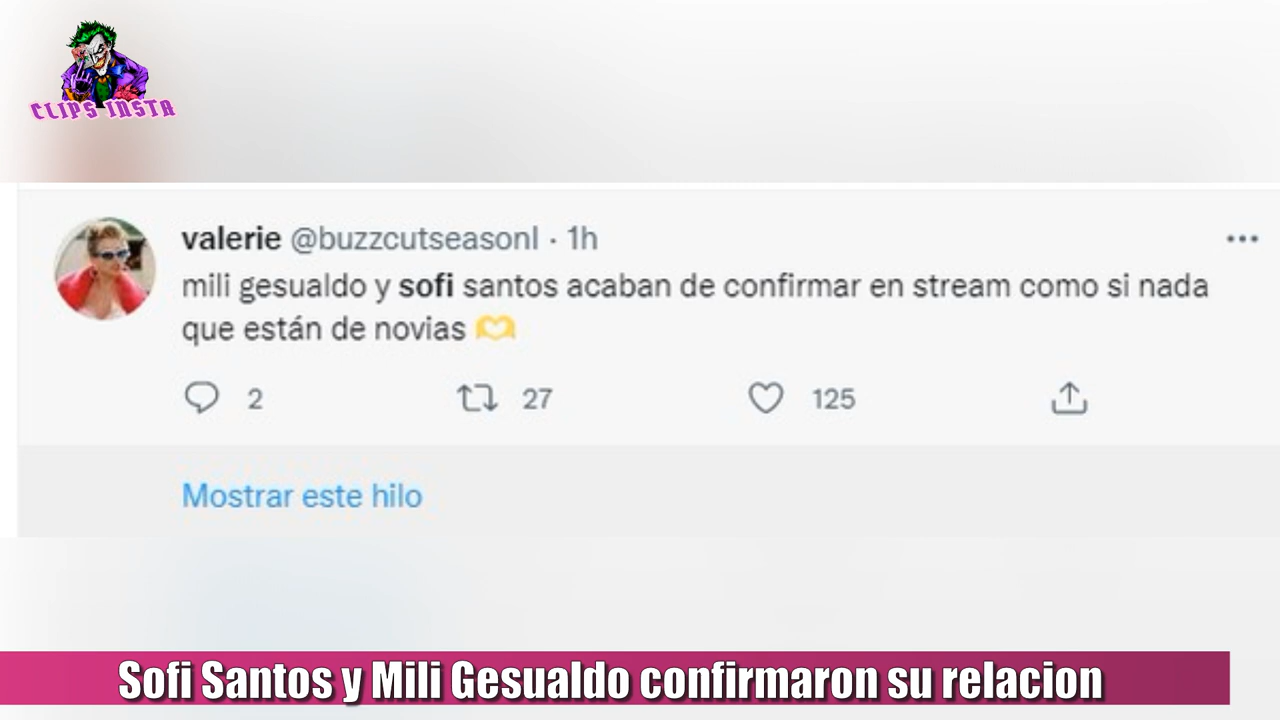 CLIPS INSTA
valerie @buzzcutseasonl · 1h
mili gesualdo y sofi santos acaban de confirmar en stream como si nada
que están de novias 🫶
2 27 125
Mostrar este hilo
Sofi Santos y Mili Gesualdo confirmaron su relacion